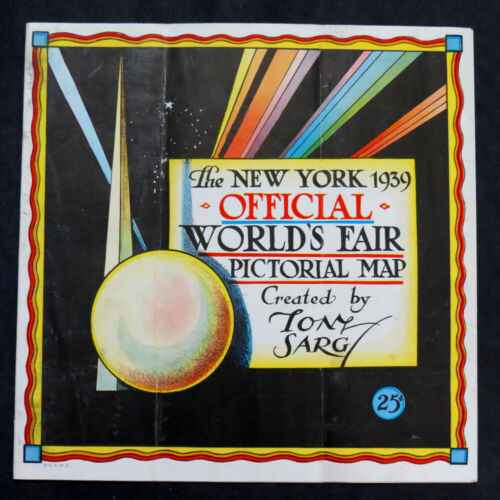 The NEW YORK 1939
OFFICIAL
WORLD'S FAIR
PICTORIAL MAP
Created by
TONY
SARG
25¢